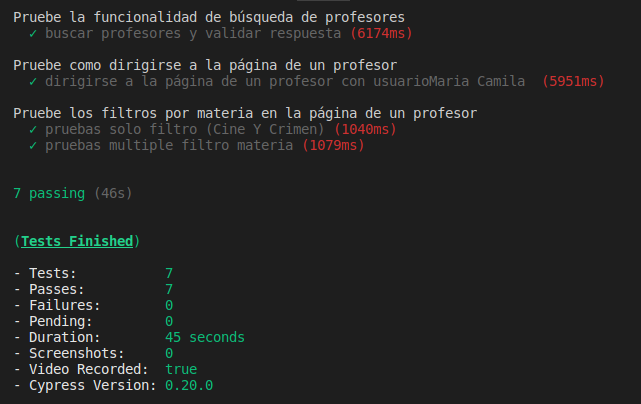 Pruebe la funcionalidad de búsqueda de profesores
✓ buscar profesores y validar respuesta (6174ms)
Pruebe como dirigirse a la página de un profesor
✓ dirigirse a la página de un profesor con usuarioMaria Camila  (5951ms)
Pruebe los filtros por materia en la página de un profesor
✓ pruebas solo filtro (Cine Y Crimen) (1040ms)
✓ pruebas multiple filtro materia (1079ms)
7 passing (46s)
(Tests Finished)
- Tests: 7
- Passes: 7
- Failures: 0
- Pending: 0
- Duration: 45 seconds
- Screenshots: 0
- Video Recorded: true
- Cypress Version: 0.20.0